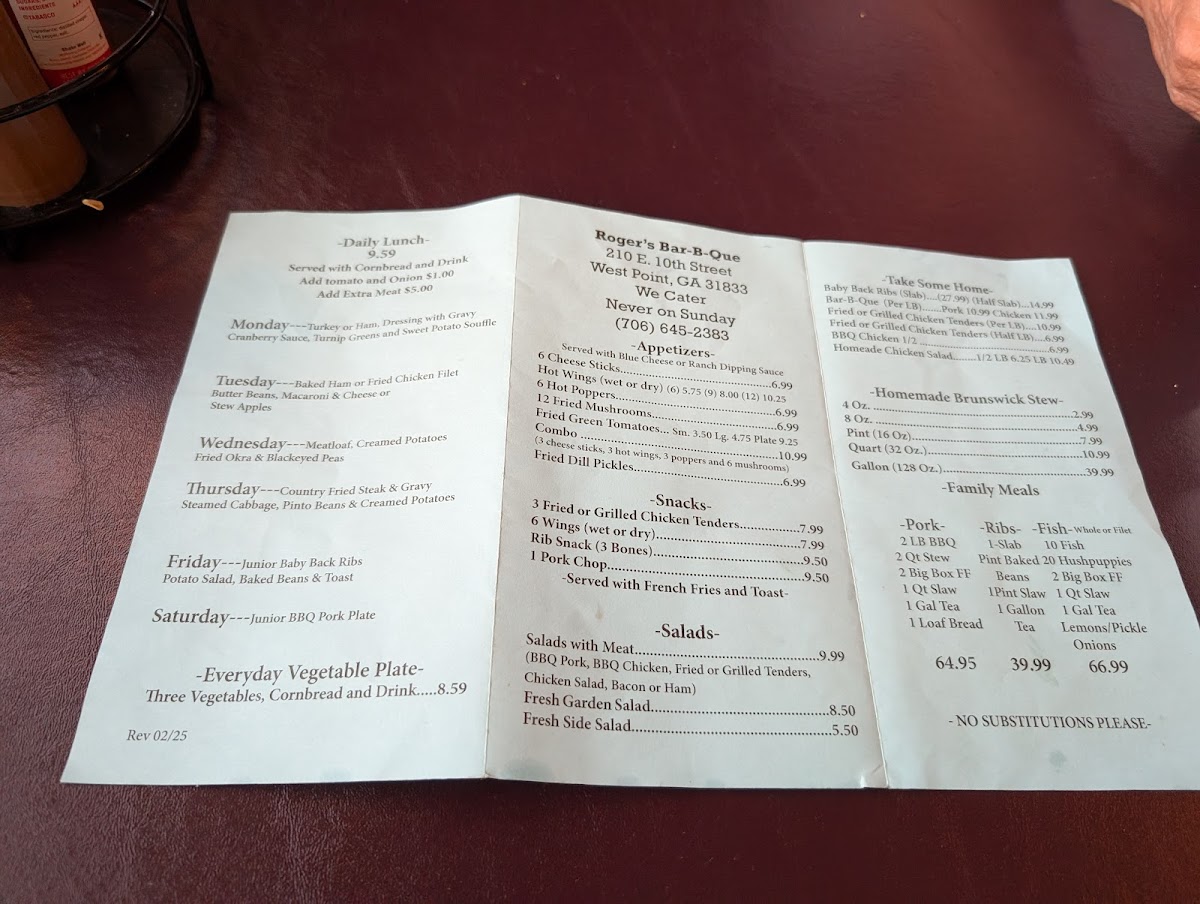 INGREDIENTS
TABASCO
Shake Well
-Daily Lunch-
9.59
Served with Cornbread and Drink
Add tomato and Onion $1.00
Add Extra Meat $5.00
Monday---Turkey or Ham, Dressing with Gravy
Cranberry Sauce, Turnip Greens and Sweet Potato Souffle
Tuesday---Baked Ham or Fried Chicken Filet
Butter Beans, Macaroni & Cheese or
Stew Apples
Wednesday---Meatloaf, Creamed Potatoes
Fried Okra & Blackeyed Peas
Thursday---Country Fried Steak & Gravy
Steamed Cabbage, Pinto Beans & Creamed Potatoes
Friday---Junior Baby Back Ribs
Potato Salad, Baked Beans & Toast
Saturday---Junior BBQ Pork Plate
-Everyday Vegetable Plate-
Three Vegetables, Cornbread and Drink.....8.59
Rev 02/25
Roger's Bar-B-Que
210 E. 10th Street
West Point, GA 31833
We Cater
Never on Sunday
(706) 645-2383
-Appetizers-
Served with Blue Cheese or Ranch Dipping Sauce
6 Cheese Sticks......................................6.99
Hot Wings (wet or dry) (6) 5.75 (9) 8.00 (12) 10.25
6 Hot Poppers........................................6.99
12 Fried Mushrooms...............................6.99
Fried Green Tomatoes... Sm. 3.50 Lg. 4.75 Plate 9.25
Combo .................................................10.99
(3 cheese sticks, 3 hot wings, 3 poppers and 6 mushrooms)
Fried Dill Pickles.....................................6.99
-Snacks-
3 Fried or Grilled Chicken Tenders.............7.99
6 Wings (wet or dry)..................................7.99
Rib Snack (3 Bones)...................................9.50
1 Pork Chop..............................................9.50
-Served with French Fries and Toast-
-Salads-
Salads with Meat.........................................9.99
(BBQ Pork, BBQ Chicken, Fried or Grilled Tenders,
Chicken Salad, Bacon or Ham)
Fresh Garden Salad.......................................8.50
Fresh Side Salad...........................................5.50
-Take Some Home-
Baby Back Ribs (Slab)....(27.99) (Half Slab)...14.99
Bar-B-Que (Per LB).......Pork 10.99 Chicken 11.99
Fried or Grilled Chicken Tenders (Per LB)....10.99
Fried or Grilled Chicken Tenders (Half LB)....6.99
BBQ Chicken 1/2 ........................................6.99
Homeade Chicken Salad........1/2 LB 6.25 LB 10.49
-Homemade Brunswick Stew-
4 Oz. ...................................................2.99
8 Oz. ...................................................4.99
Pint (16 Oz)..........................................7.99
Quart (32 Oz.).....................................10.99
Gallon (128 Oz.)..................................39.99
-Family Meals
-Pork- -Ribs- -Fish- Whole or Filet
2 LB BBQ 1-Slab 10 Fish
2 Qt Stew Pint Baked 20 Hushpuppies
2 Big Box FF Beans 2 Big Box FF
1 Qt Slaw 1Pint Slaw 1 Qt Slaw
1 Gal Tea 1 Gallon 1 Gal Tea
1 Loaf Bread Tea Lemons/Pickle
Onions
64.95 39.99 66.99
- NO SUBSTITUTIONS PLEASE-